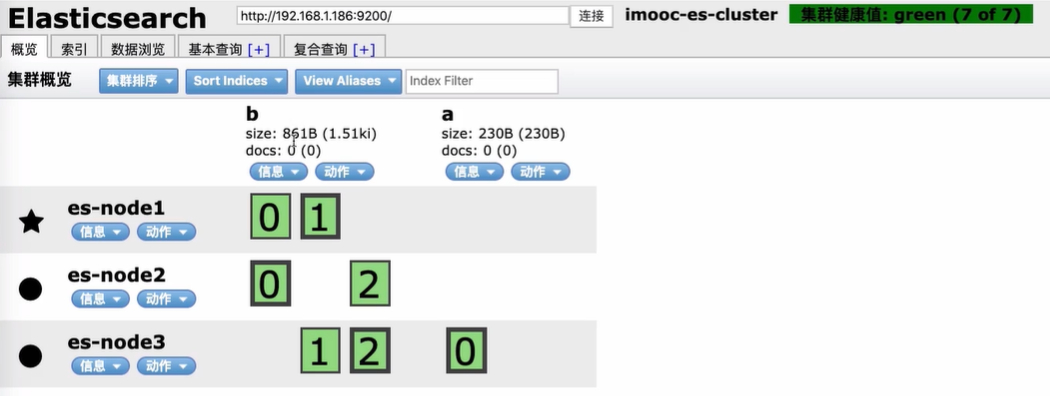 Elasticsearch http://192.168.1.186:9200/ 连接 imooc-es-cluster 集群健康值: green (7 of 7)
概览 索引 数据浏览 基本查询 [+] 复合查询 [+]
集群概览 集群排序 Sort Indices View Aliases Index Filter
b a
size: 861B (1.51ki) size: 230B (230B)
docs: 0 (0) docs: 0 (0)
信息 动作 信息 动作
es-node1 0 1
信息 动作
es-node2 0 2
信息 动作
es-node3 1 2 0
信息 动作